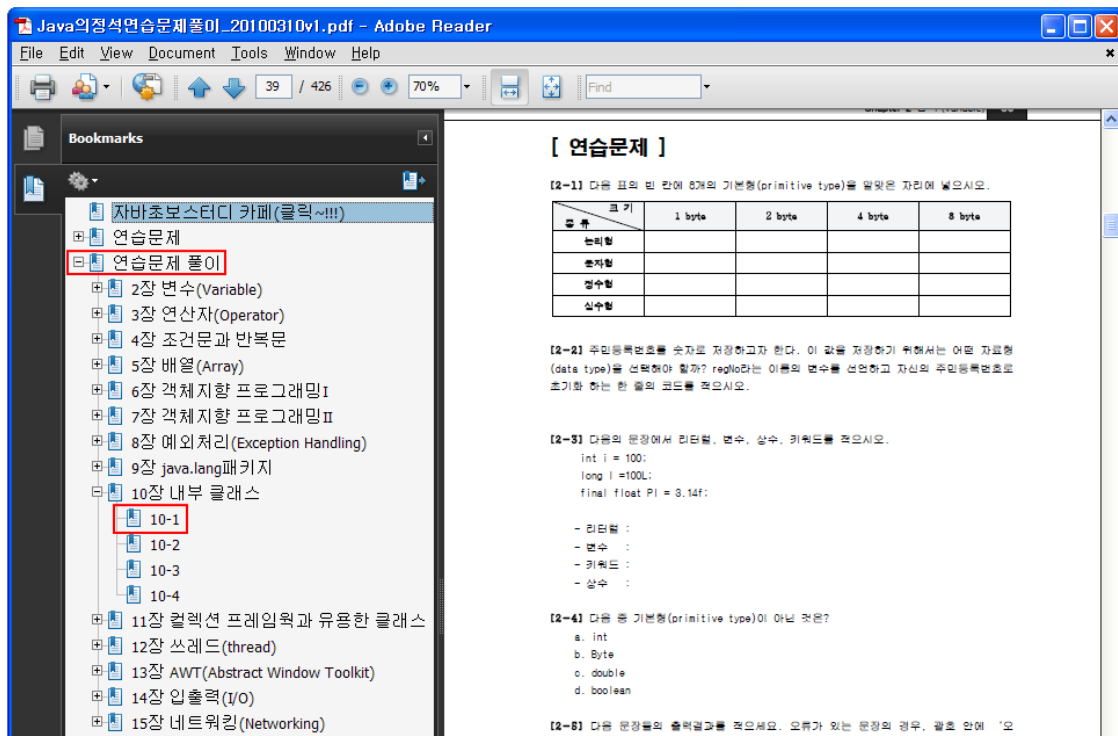 Java의정석연습문제풀이_20100310v1.pdf - Adobe Reader
File Edit View Document Tools Window Help
39 / 426 70% Find
Bookmarks
자바초보스터디 카페(클릭~!!!)
연습문제
연습문제 풀이
2장 변수(Variable)
3장 연산자(Operator)
4장 조건문과 반복문
5장 배열(Array)
6장 객체지향 프로그래밍I
7장 객체지향 프로그래밍II
8장 예외처리(Exception Handling)
9장 java.lang패키지
10장 내부 클래스
10-1
10-2
10-3
10-4
11장 컬렉션 프레임웍과 유용한 클래스
12장 쓰레드(thread)
13장 AWT(Abstract Window Toolkit)
14장 입출력(I/O)
15장 네트워킹(Networking)
[ 연습문제 ]
[2-1] 다음 표의 빈 칸에 8개의 기본형(primitive type)을 알맞은 자리에 넣으시오.
크기
종류
1 byte 2 byte 4 byte 8 byte
논리형
문자형
정수형
실수형
[2-2] 주민등록번호를 숫자로 저장하고자 한다. 이 값을 저장하기 위해서는 어떤 자료형
(data type)을 선택해야 할까? regNo라는 이름의 변수를 선언하고 자신의 주민등록번호로
초기화 하는 한 줄의 코드를 적으시오.
[2-3] 다음의 문장에서 리터럴, 변수, 상수, 키워드를 적으시오.
int i = 100;
long l =100L;
final float PI = 3.14f;
- 리터럴 :
- 변수 :
- 키워드 :
- 상수 :
[2-4] 다음 중 기본형(primitive type)이 아닌 것은?
a. int
b. Byte
c. double
d. boolean
[2-5] 다음 문장들의 출력결과를 적으세요. 오류가 있는 문장의 경우, 괄호 안에 '오